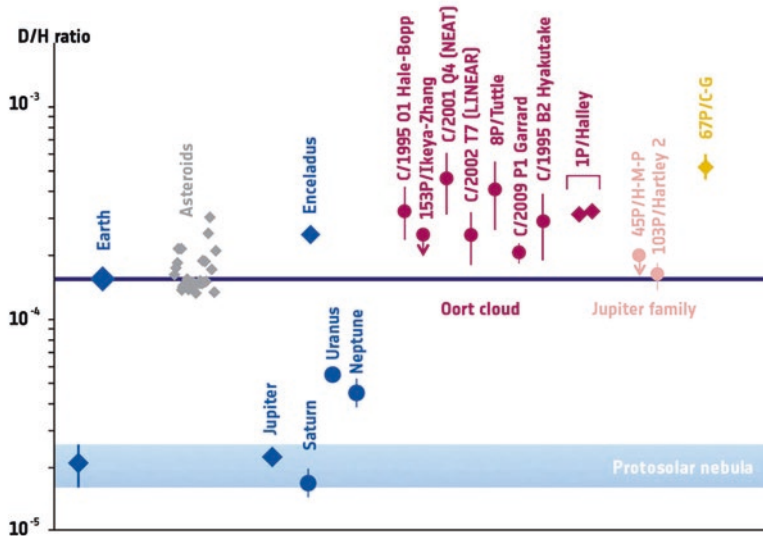 D/H ratio
10⁻³
10⁻⁴
10⁻⁵
Earth
Asteroids
Enceladus
Jupiter
Saturn
Uranus
Neptune
C/1995 O1 Hale-Bopp
153P/Ikeya-Zhang
C/2001 Q4 (NEAT)
C/2002 T7 (LINEAR)
8P/Tuttle
C/2009 P1 Garrard
C/1995 B2 Hyakutake
1P/Halley
45P/H-M-P
103P/Hartley 2
67P/C-G
Oort cloud
Jupiter family
Protosolar nebula